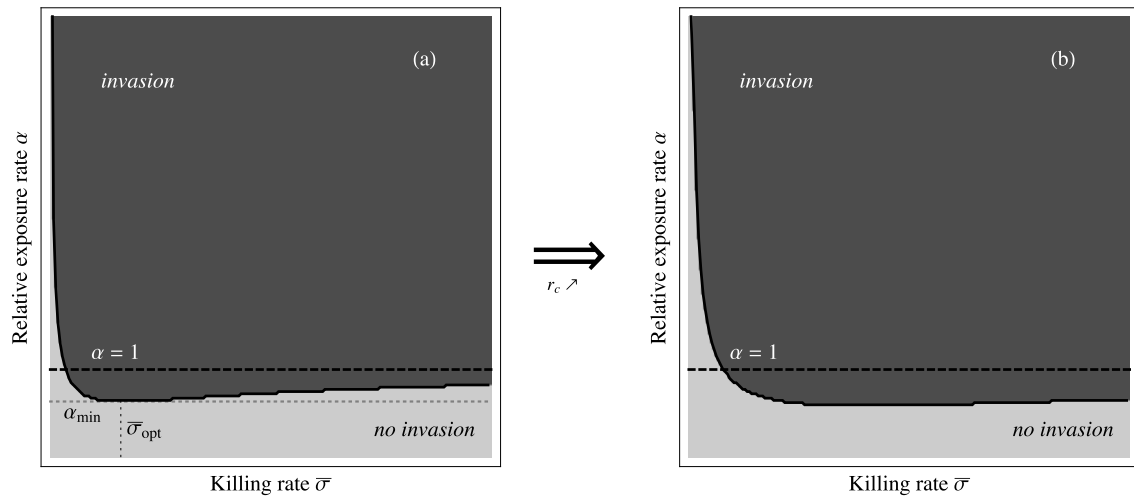 Relative exposure rate α
invasion
(a)
α = 1
α_min
σ̅_opt
no invasion
Killing rate σ̅
r_c ↗
Relative exposure rate α
invasion
(b)
α = 1
no invasion
Killing rate σ̅